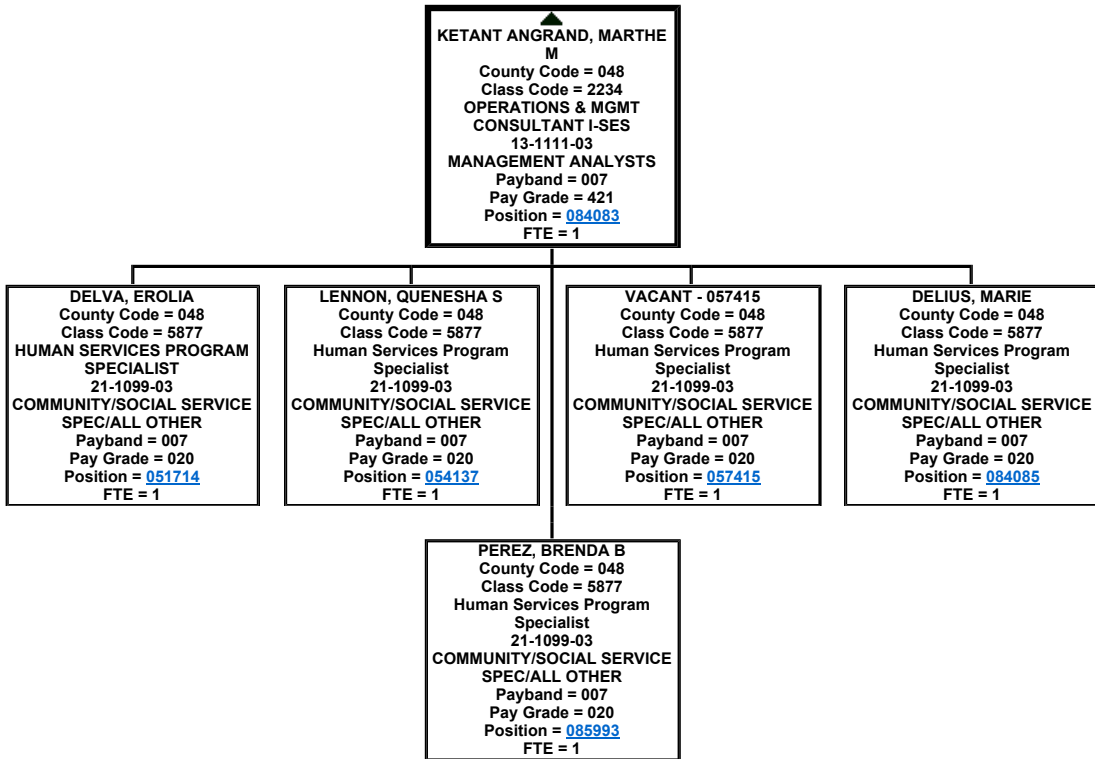 KETANT ANGRAND, MARTHE
M
County Code = 048
Class Code = 2234
OPERATIONS & MGMT
CONSULTANT I-SES
13-1111-03
MANAGEMENT ANALYSTS
Payband = 007
Pay Grade = 421
Position = 084083
FTE = 1
DELVA, EROLIA
County Code = 048
Class Code = 5877
HUMAN SERVICES PROGRAM
SPECIALIST
21-1099-03
COMMUNITY/SOCIAL SERVICE
SPEC/ALL OTHER
Payband = 007
Pay Grade = 020
Position = 051714
FTE = 1
LENNON, QUENESHA S
County Code = 048
Class Code = 5877
Human Services Program
Specialist
21-1099-03
COMMUNITY/SOCIAL SERVICE
SPEC/ALL OTHER
Payband = 007
Pay Grade = 020
Position = 054137
FTE = 1
VACANT - 057415
County Code = 048
Class Code = 5877
Human Services Program
Specialist
21-1099-03
COMMUNITY/SOCIAL SERVICE
SPEC/ALL OTHER
Payband = 007
Pay Grade = 020
Position = 057415
FTE = 1
DELIUS, MARIE
County Code = 048
Class Code = 5877
Human Services Program
Specialist
21-1099-03
COMMUNITY/SOCIAL SERVICE
SPEC/ALL OTHER
Payband = 007
Pay Grade = 020
Position = 084085
FTE = 1
PEREZ, BRENDA B
County Code = 048
Class Code = 5877
Human Services Program
Specialist
21-1099-03
COMMUNITY/SOCIAL SERVICE
SPEC/ALL OTHER
Payband = 007
Pay Grade = 020
Position = 085993
FTE = 1